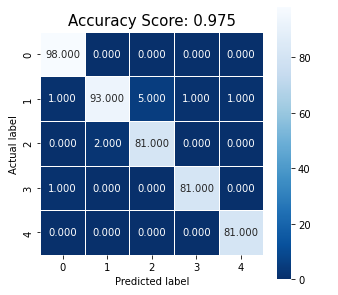 Accuracy Score: 0.975
0 98.000 0.000 0.000 0.000 0.000
1 1.000 93.000 5.000 1.000 1.000
2 0.000 2.000 81.000 0.000 0.000
3 1.000 0.000 0.000 81.000 0.000
4 0.000 0.000 0.000 0.000 81.000
0 1 2 3 4
Actual label
Predicted label
80
60
40
20
0